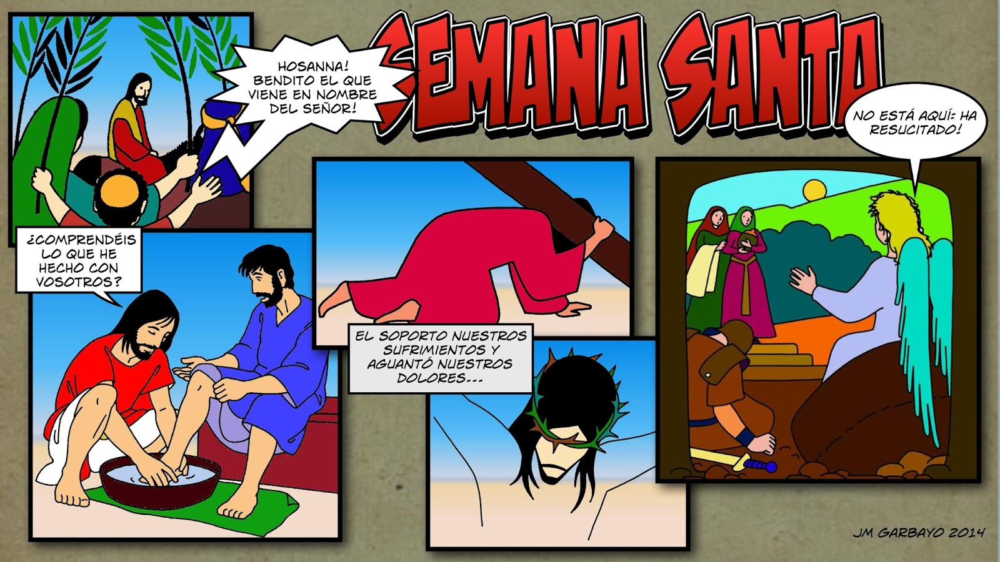 SEMANA SANTA
HOSANNA!
BENDITO EL QUE
VIENE EN NOMBRE
DEL SEÑOR!
¿COMPRENDÉIS
LO QUE HE
HECHO CON
VOSOTROS?
EL SOPORTO NUESTROS
SUFRIMIENTOS Y
AGUANTÓ NUESTROS
DOLORES...
NO ESTÁ AQUÍ: HA
RESUCITADO!
JM GARBAYO 2014